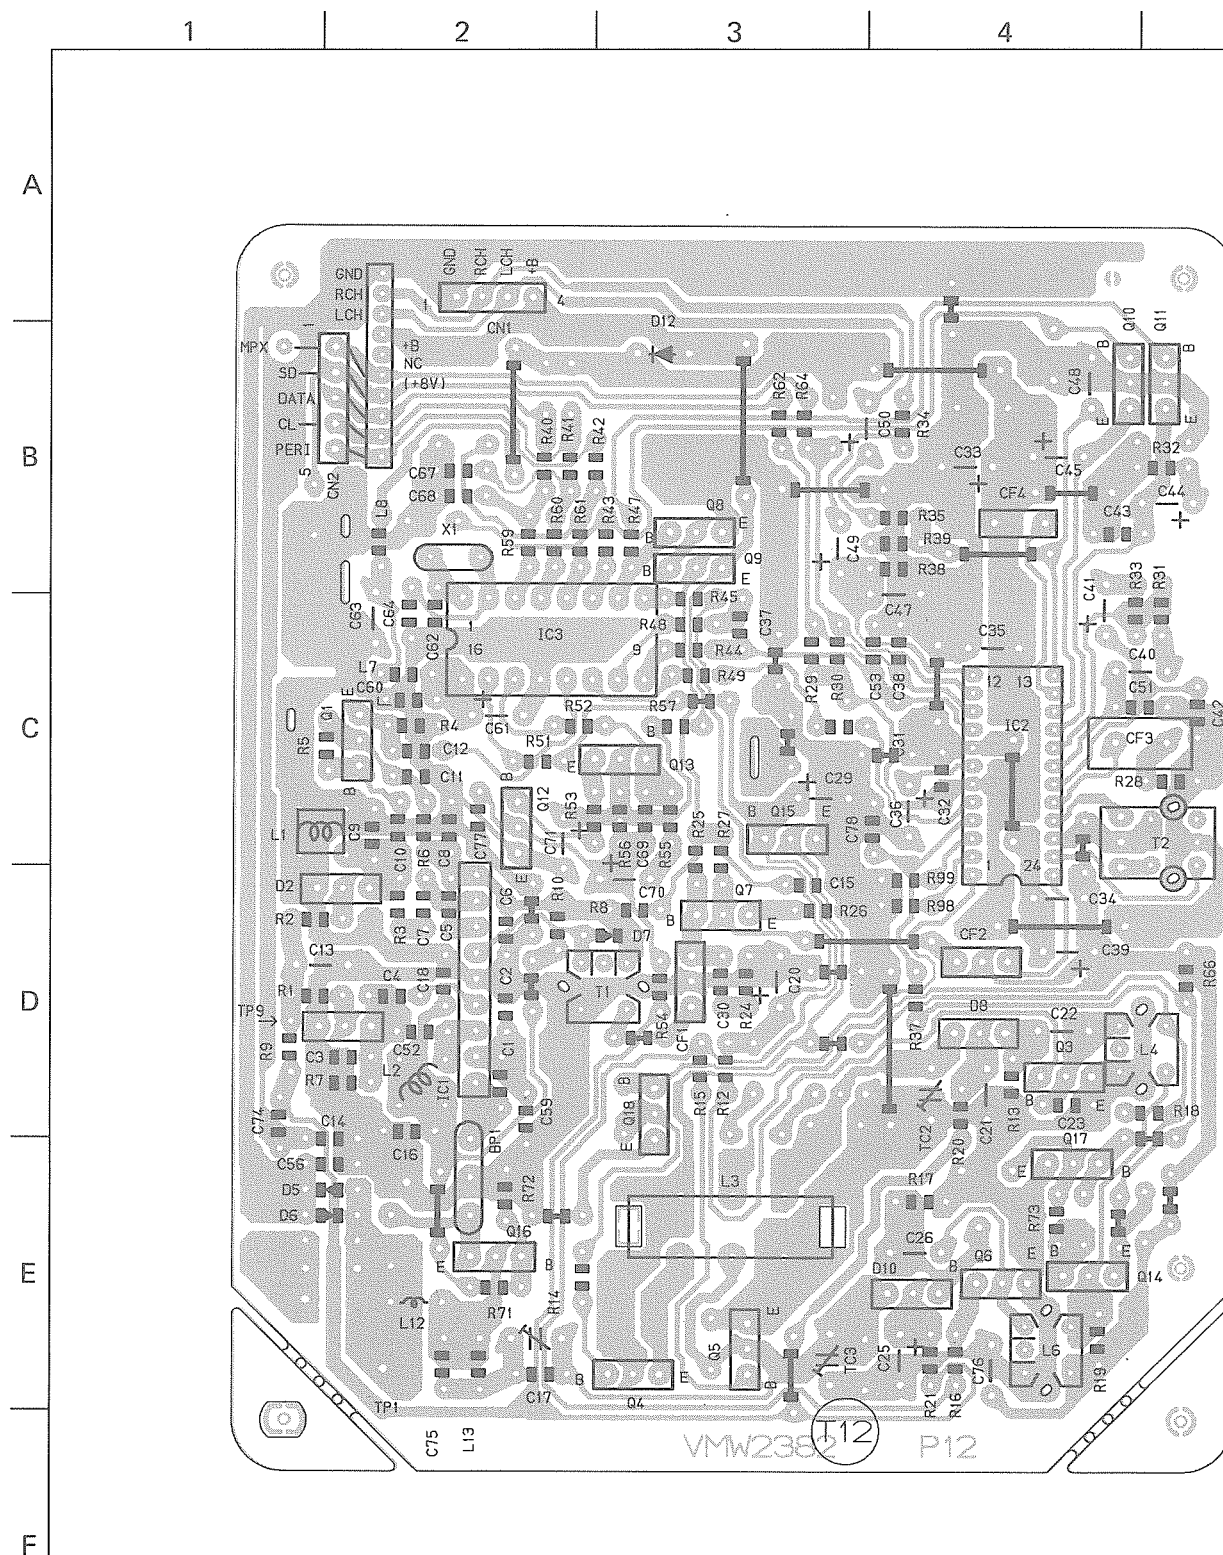 1 2 3 4
A
GND RCH LCH +B
GND
RCH
LCH
1 4
CN1 D12 Q10 Q11
MPX +B
NC
SD (+8V)
DATA
CL
PERI
5 CN2
B B
C48
R62 R64
C50 R34
E E
B
R40 R41 R42
C33 C45 R32
C67
C68
CF4 C44
L8 X1 R59 R60 R61 R43 R47
Q8 E
B
R35 C43
R39
C49
Q9
B E
R38
C41 R33 R31
C63 C64 C62
R45 C47
1 IC3 R48 C37
16 9 R44
C35
L7
C60
R49 R29 R30 C53 C38
12 13 C40
C51
E
Q1 R4 C61 R52 R57
B
IC2 C42
C
R5 C12 R51 E Q13
C31 CF3
C11 B
B Q12 R53
C29 R28
C36 C32
L1 C9 C10 R6 C8 C77 C71 R56 C69 R55 R25 R27
B Q15 E
C78 T2
E
1 24
D2 C6 R10 C70 Q7 C15 R99
R2 R3 C7 C5 R8 B E R26 R98
C34
C13 D7 CF2 C39
R1 C4 C18 C2 T1 C20
D
TP9 R54 CF1 C30 R24 R37 D8 C22 R66
R9 C3 C52 C1 Q3 L4
R7 L2 IC1 B R15 R12
B E
C74 C14 C59 Q18 TC2 R20 C21 R13 C23 R18
C16 BP1 E Q17
C56 E B
D5 R72 L3 R17
D6 R73
Q16 C26 Q6 E B E
E
E B D10 B Q14
L12 R71 R14 E
Q5 TC3 C25 C76 L6 R19
C17 B Q4 E B R21 R16
TP1
C75 L13
VMW2382 T12 P12
F